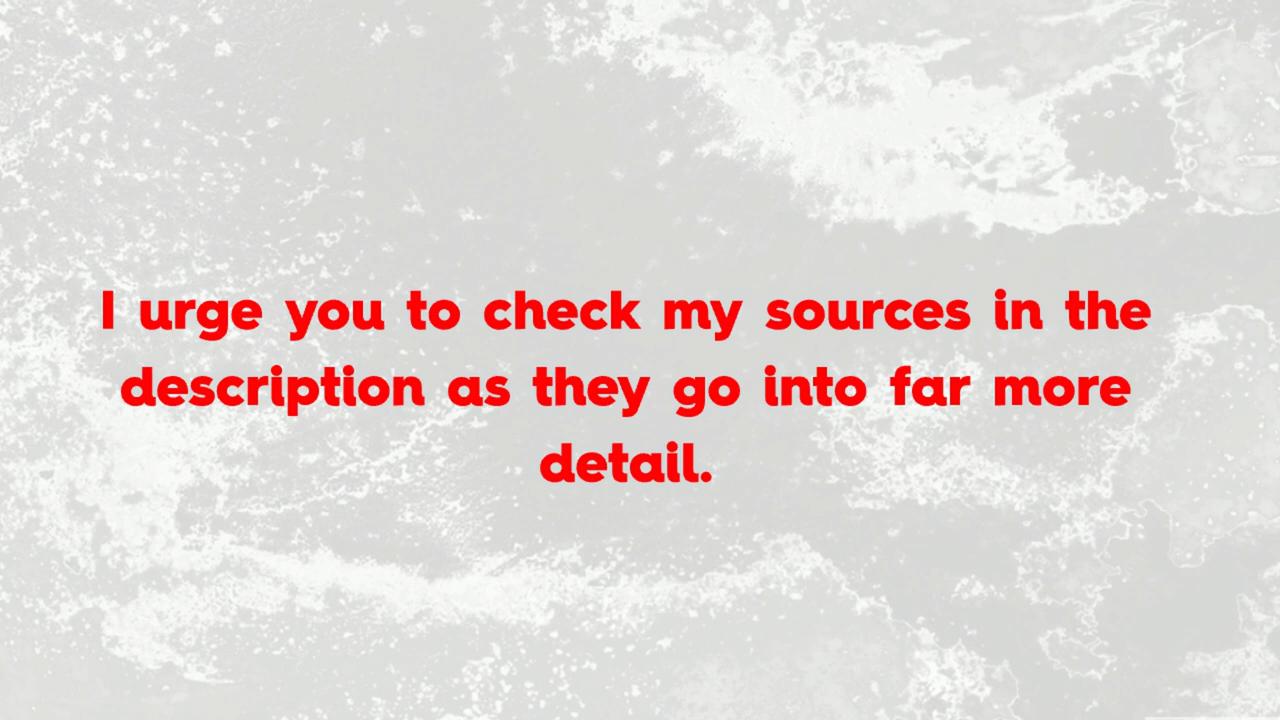 I urge you to check my sources in the
description as they go into far more
detail.